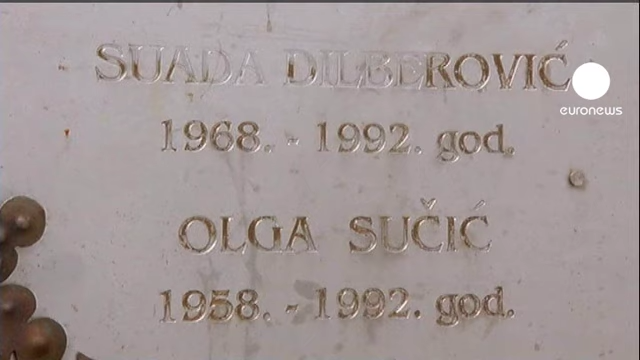 SUADA DILBEROVIĆ
euronews
1968. - 1992. god.
OLGA SUČIĆ
1958. - 1992. god.